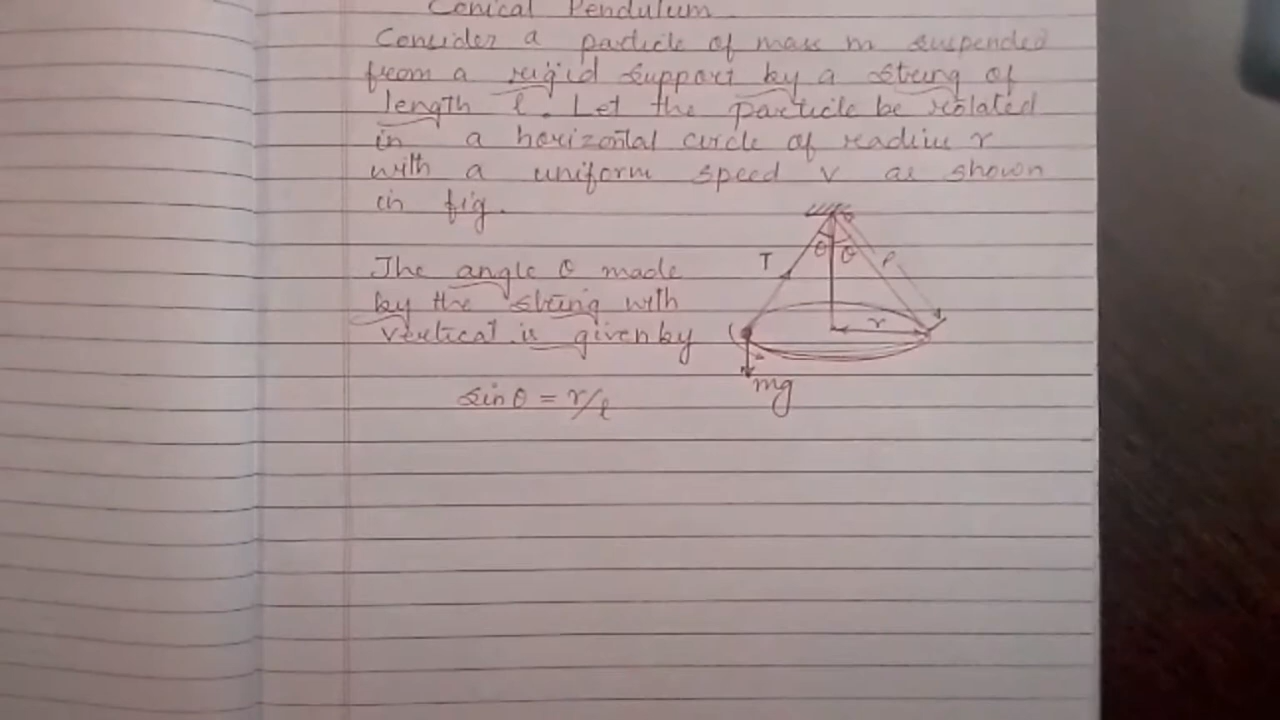 Conical Pendulum
Consider a particle of mass m suspended
from a rigid support by a string of
length l. Let the particle be rotated
in a horizontal circle of radius r
with a uniform speed v as shown
in fig.
The angle θ made
by the string with
vertical is given by
sin θ = r/l
T
θ θ
l
r
mg